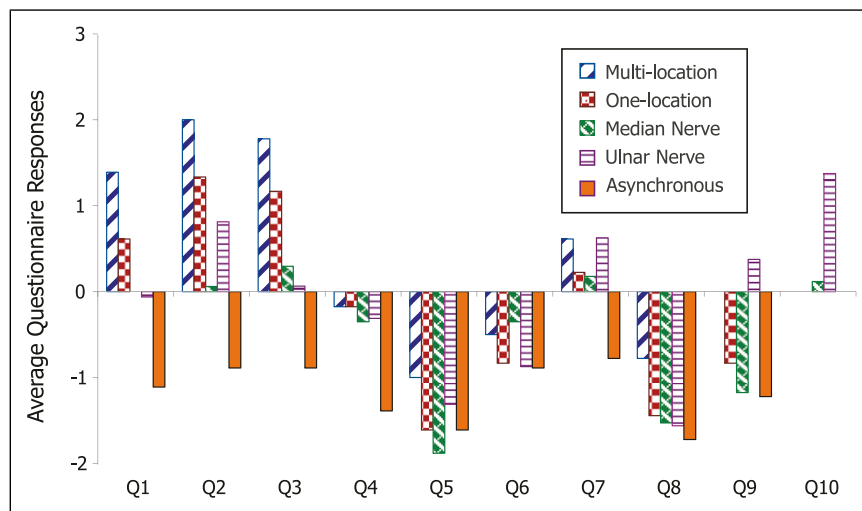 Average Questionnaire Responses
3
2
1
0
-1
-2
Multi-location
One-location
Median Nerve
Ulnar Nerve
Asynchronous
Q1 Q2 Q3 Q4 Q5 Q6 Q7 Q8 Q9 Q10